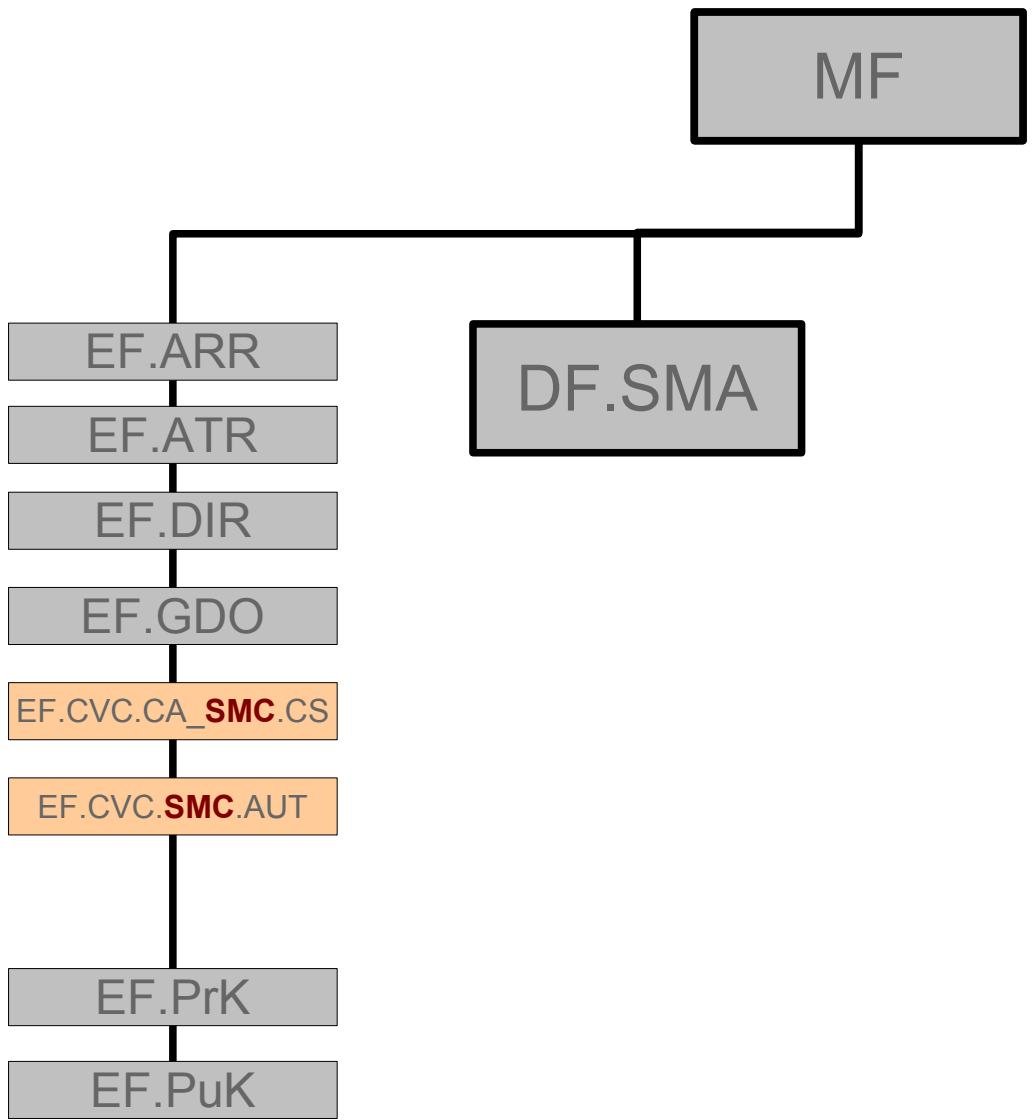 MF
EF.ARR
DF.SMA
EF.ATR
EF.DIR
EF.GDO
EF.CVC.CA_SMC.CS
EF.CVC.SMC.AUT
EF.PrK
EF.PuK